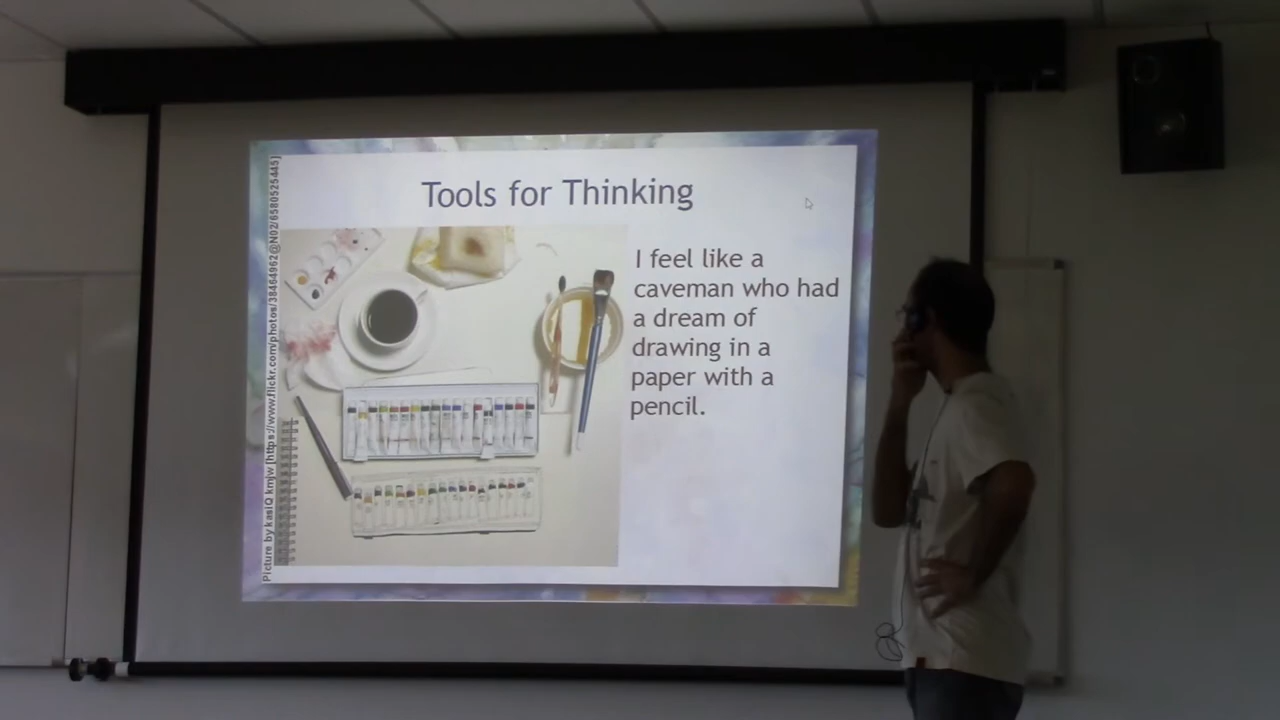 Tools for Thinking
I feel like a
caveman who had
a dream of
drawing in a
paper with a
pencil.
Picture by kasiQ kmjw [https://www.flickr.com/photos/38464962@N02/6580525445]